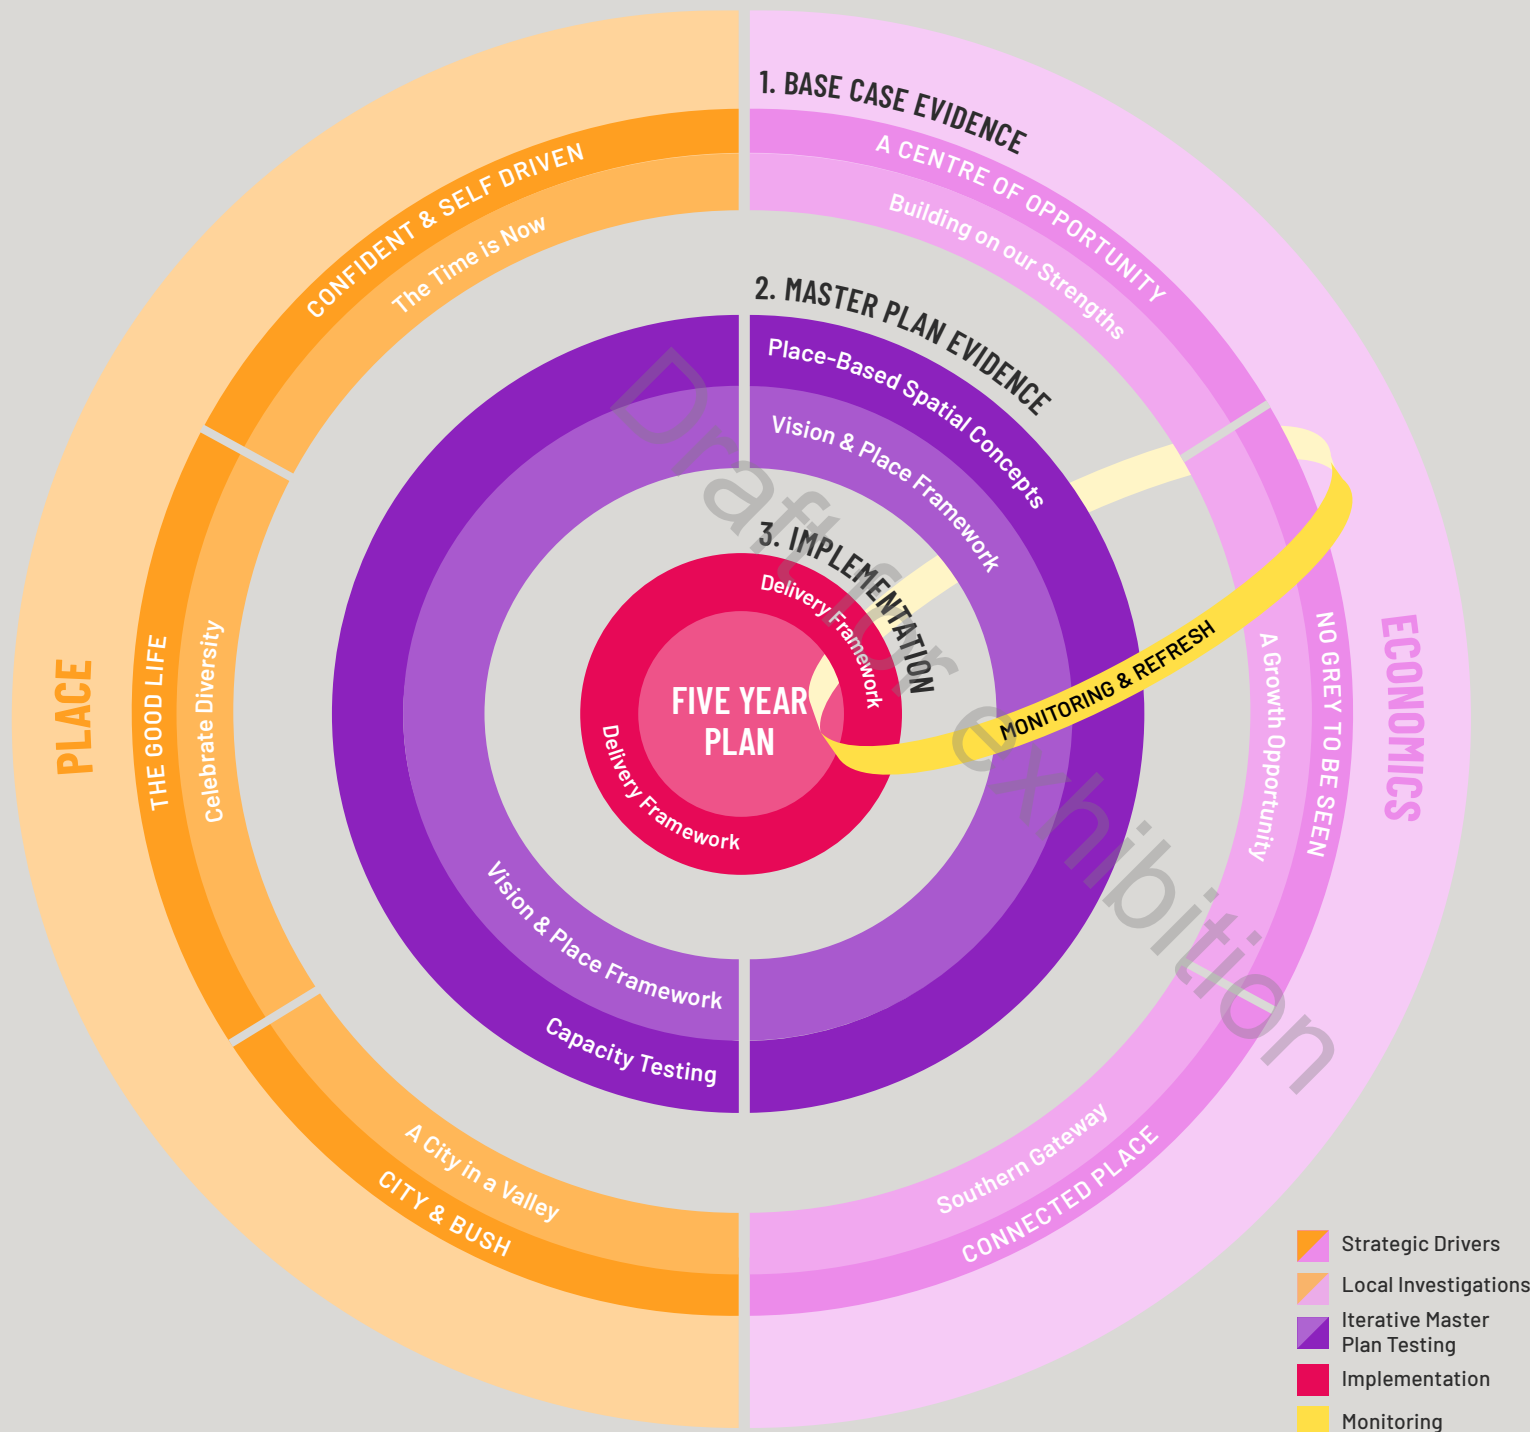 1. BASE CASE EVIDENCE
A CENTRE OF OPPORTUNITY
Building on our Strengths
CONFIDENT & SELF DRIVEN
The Time is Now
2. MASTER PLAN EVIDENCE
Place-Based Spatial Concepts
Vision & Place Framework
3. IMPLEMENTATION
Delivery Framework
FIVE YEAR
PLAN
Delivery Framework
MONITORING & REFRESH
PLACE
THE GOOD LIFE
Celebrate Diversity
A Growth Opportunity
NO GREY TO BE SEEN
ECONOMICS
Vision & Place Framework
Capacity Testing
A City in a Valley
CITY & BUSH
Southern Gateway
CONNECTED PLACE
Draft for exhibition
Strategic Drivers
Local Investigations
Iterative Master
Plan Testing
Implementation
Monitoring